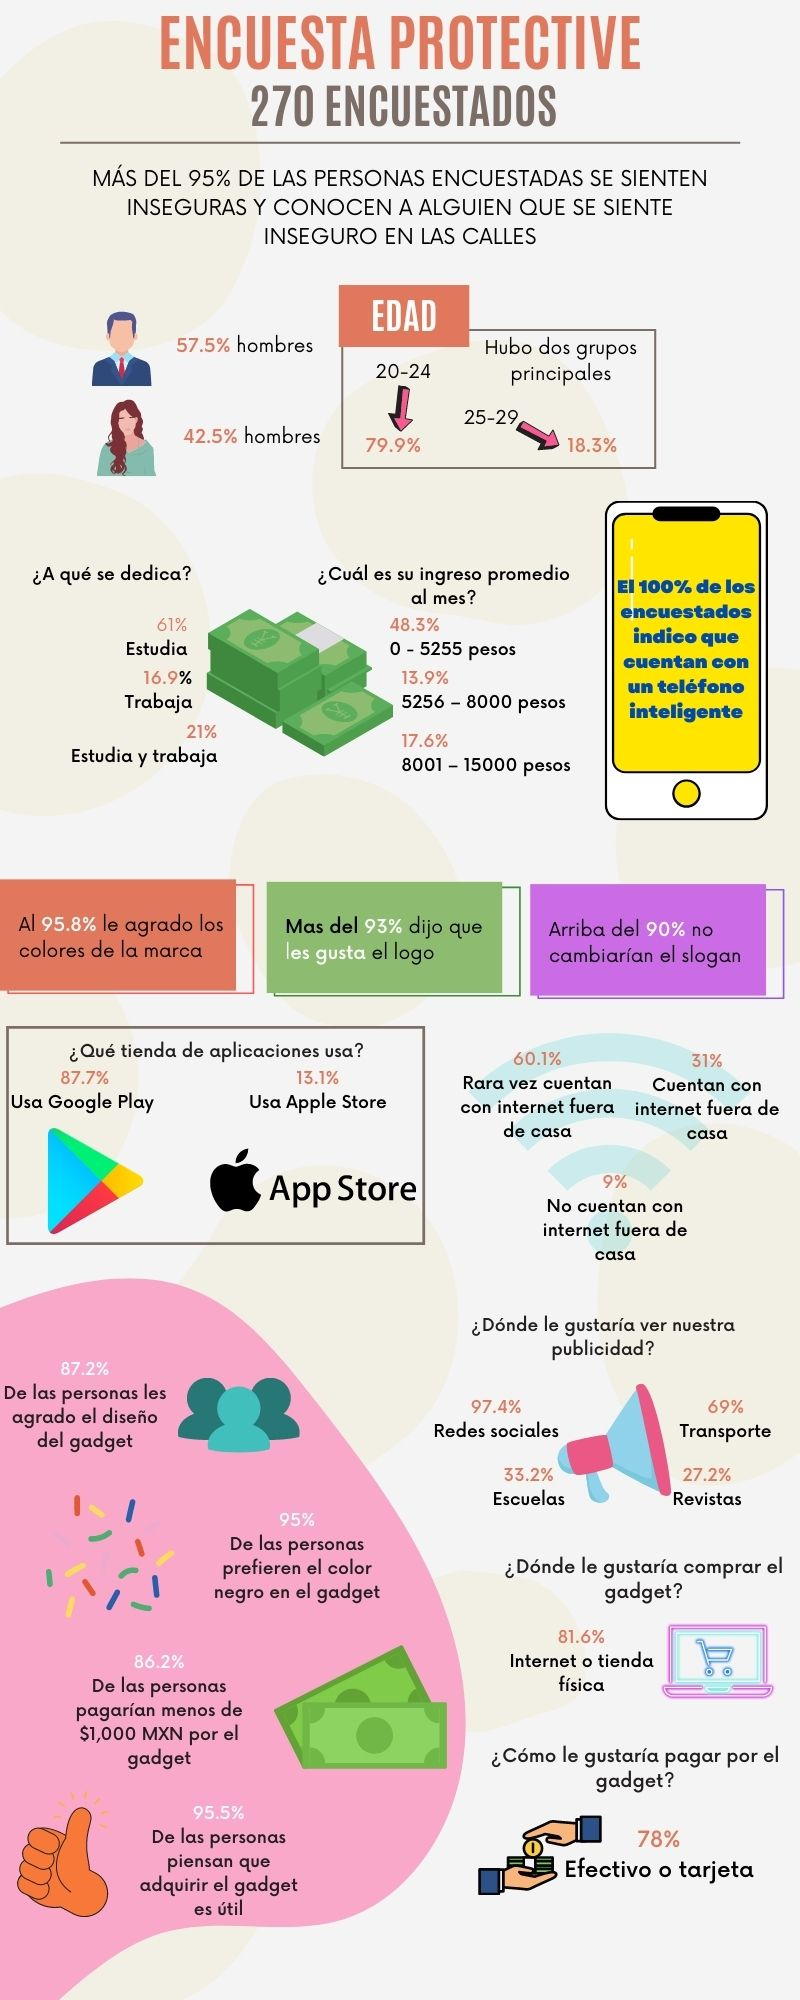 ENCUESTA PROTECTIVE
270 ENCUESTADOS
MÁS DEL 95% DE LAS PERSONAS ENCUESTADAS SE SIENTEN
INSEGURAS Y CONOCEN A ALGUIEN QUE SE SIENTE
INSEGURO EN LAS CALLES
57.5% hombres
42.5% hombres
EDAD
Hubo dos grupos
principales
20-24
79.9%
25-29
18.3%
¿A qué se dedica?
61%
Estudia
16.9%
Trabaja
21%
Estudia y trabaja
¿Cuál es su ingreso promedio
al mes?
48.3%
0 - 5255 pesos
13.9%
5256 – 8000 pesos
17.6%
8001 – 15000 pesos
El 100% de los
encuestados
indico que
cuentan con
un teléfono
inteligente
Al 95.8% le agrado los
colores de la marca
Mas del 93% dijo que
les gusta el logo
Arriba del 90% no
cambiarían el slogan
¿Qué tienda de aplicaciones usa?
87.7%
Usa Google Play
13.1%
Usa Apple Store
App Store
60.1%
Rara vez cuentan
con internet fuera
de casa
31%
Cuentan con
internet fuera de
casa
9%
No cuentan con
internet fuera de
casa
87.2%
De las personas les
agrado el diseño
del gadget
95%
De las personas
prefieren el color
negro en el gadget
86.2%
De las personas
pagarían menos de
$1,000 MXN por el
gadget
95.5%
De las personas
piensan que
adquirir el gadget
es útil
¿Dónde le gustaría ver nuestra
publicidad?
97.4%
Redes sociales
69%
Transporte
33.2%
Escuelas
27.2%
Revistas
¿Dónde le gustaría comprar el
gadget?
81.6%
Internet o tienda
física
¿Cómo le gustaría pagar por el
gadget?
78%
Efectivo o tarjeta